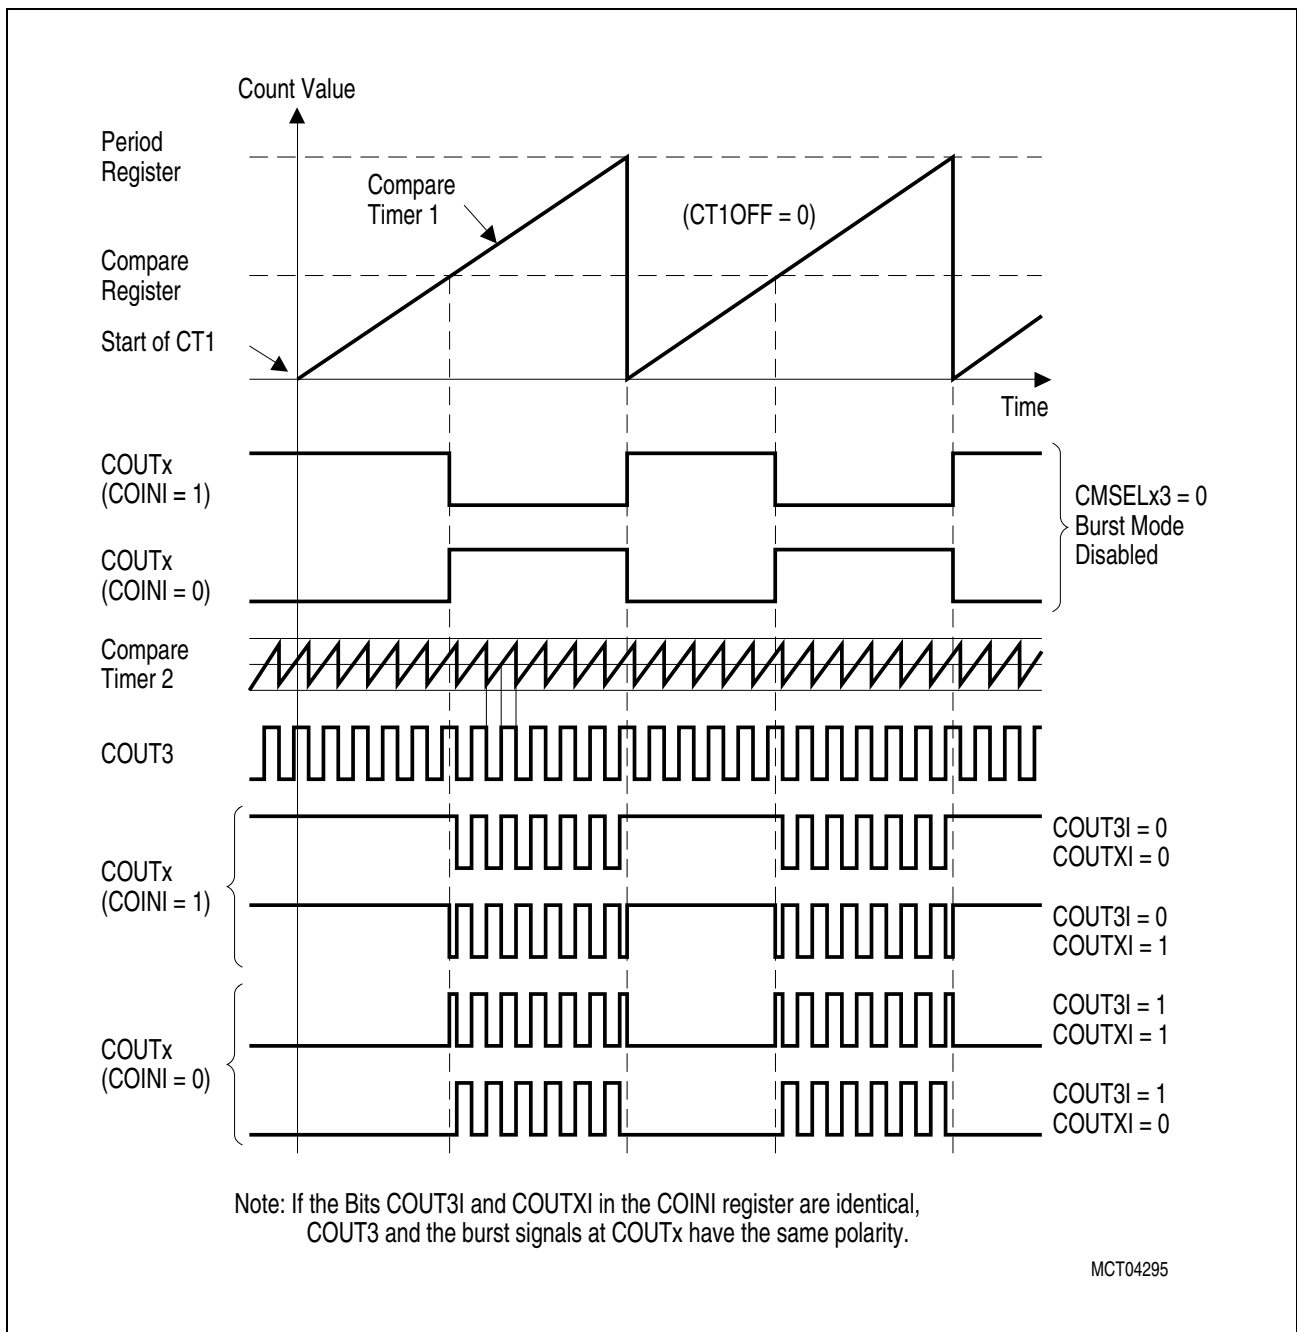 Count Value
Period
Register
Compare
Timer 1
(CT1OFF = 0)
Compare
Register
Start of CT1
Time
COUTx
(COINI = 1)
CMSELx3 = 0
Burst Mode
Disabled
COUTx
(COINI = 0)
Compare
Timer 2
COUT3
COUTx
(COINI = 1)
COUT3I = 0
COUTXI = 0
COUT3I = 0
COUTXI = 1
COUTx
(COINI = 0)
COUT3I = 1
COUTXI = 1
COUT3I = 1
COUTXI = 0
Note: If the Bits COUT3I and COUTXI in the COINI register are identical,
COUT3 and the burst signals at COUTx have the same polarity.
MCT04295